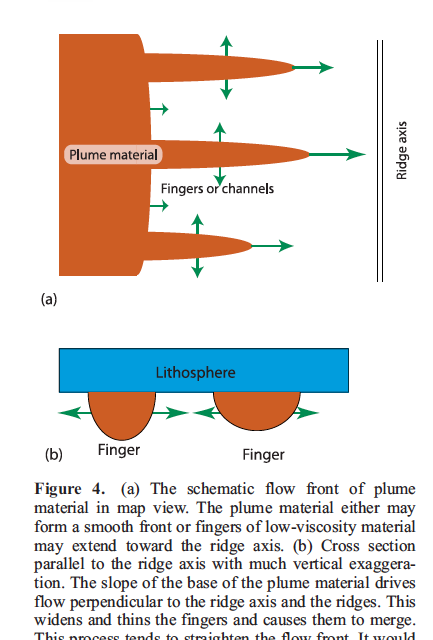 Plume material
Fingers or channels
Ridge axis
(a)
Lithosphere
Finger
Finger
(b)
Figure 4. (a) The schematic flow front of plume
material in map view. The plume material either may
form a smooth front or fingers of low-viscosity material
may extend toward the ridge axis. (b) Cross section
parallel to the ridge axis with much vertical exaggera-
tion. The slope of the base of the plume material drives
flow perpendicular to the ridge axis and the ridges. This
widens and thins the fingers and causes them to merge.
This process tends to straighten the flow front. It would